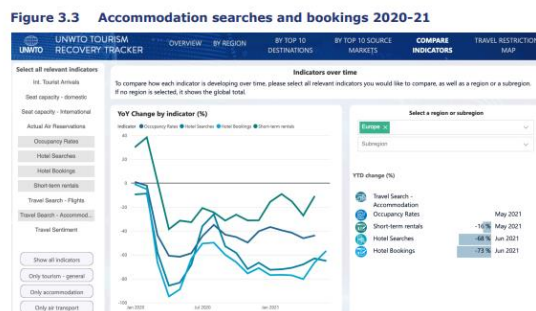 Figure 3.3 Accommodation searches and bookings 2020-21
UNWTO
UNWTO TOURISM
RECOVERY TRACKER
OVERVIEW
BY REGION
BY TOP 10
DESTINATIONS
BY TOP 10 SOURCE
MARKETS
COMPARE
INDICATORS
TRAVEL RESTRICTION
MAP
Select all relevant indicators
Int. Tourist Arrivals
Seat capacity - domestic
Seat capacity - International
Actual Air Reservations
Occupancy Rates
Hotel Searches
Hotel Bookings
Short-term rentals
Travel Search - Flights
Travel Search - Accommod...
Travel Sentiment
Show all indicators
Only tourism - general
Only accommodation
Only air transport
Indicators over time
To compare how each indicator is developing over time, please select all relevant indicators you would like to compare, as well as a region or a subregion.
If no region is selected, it shows the global total.
YoY Change by indicator (%)
Indicator Occupancy Rates Hotel Searches Hotel Bookings Short-term rentals
40
20
0
-20
-40
-60
-80
-100
Jan 2020
Jul 2020
Jan 2021
Select a region or subregion
Europe ×
Subregion
YTD change (%)
Travel Search -
Accommodation
Occupancy Rates May 2021
Short-term rentals -16 % May 2021
Hotel Searches -68 % Jun 2021
Hotel Bookings -73 % Jun 2021